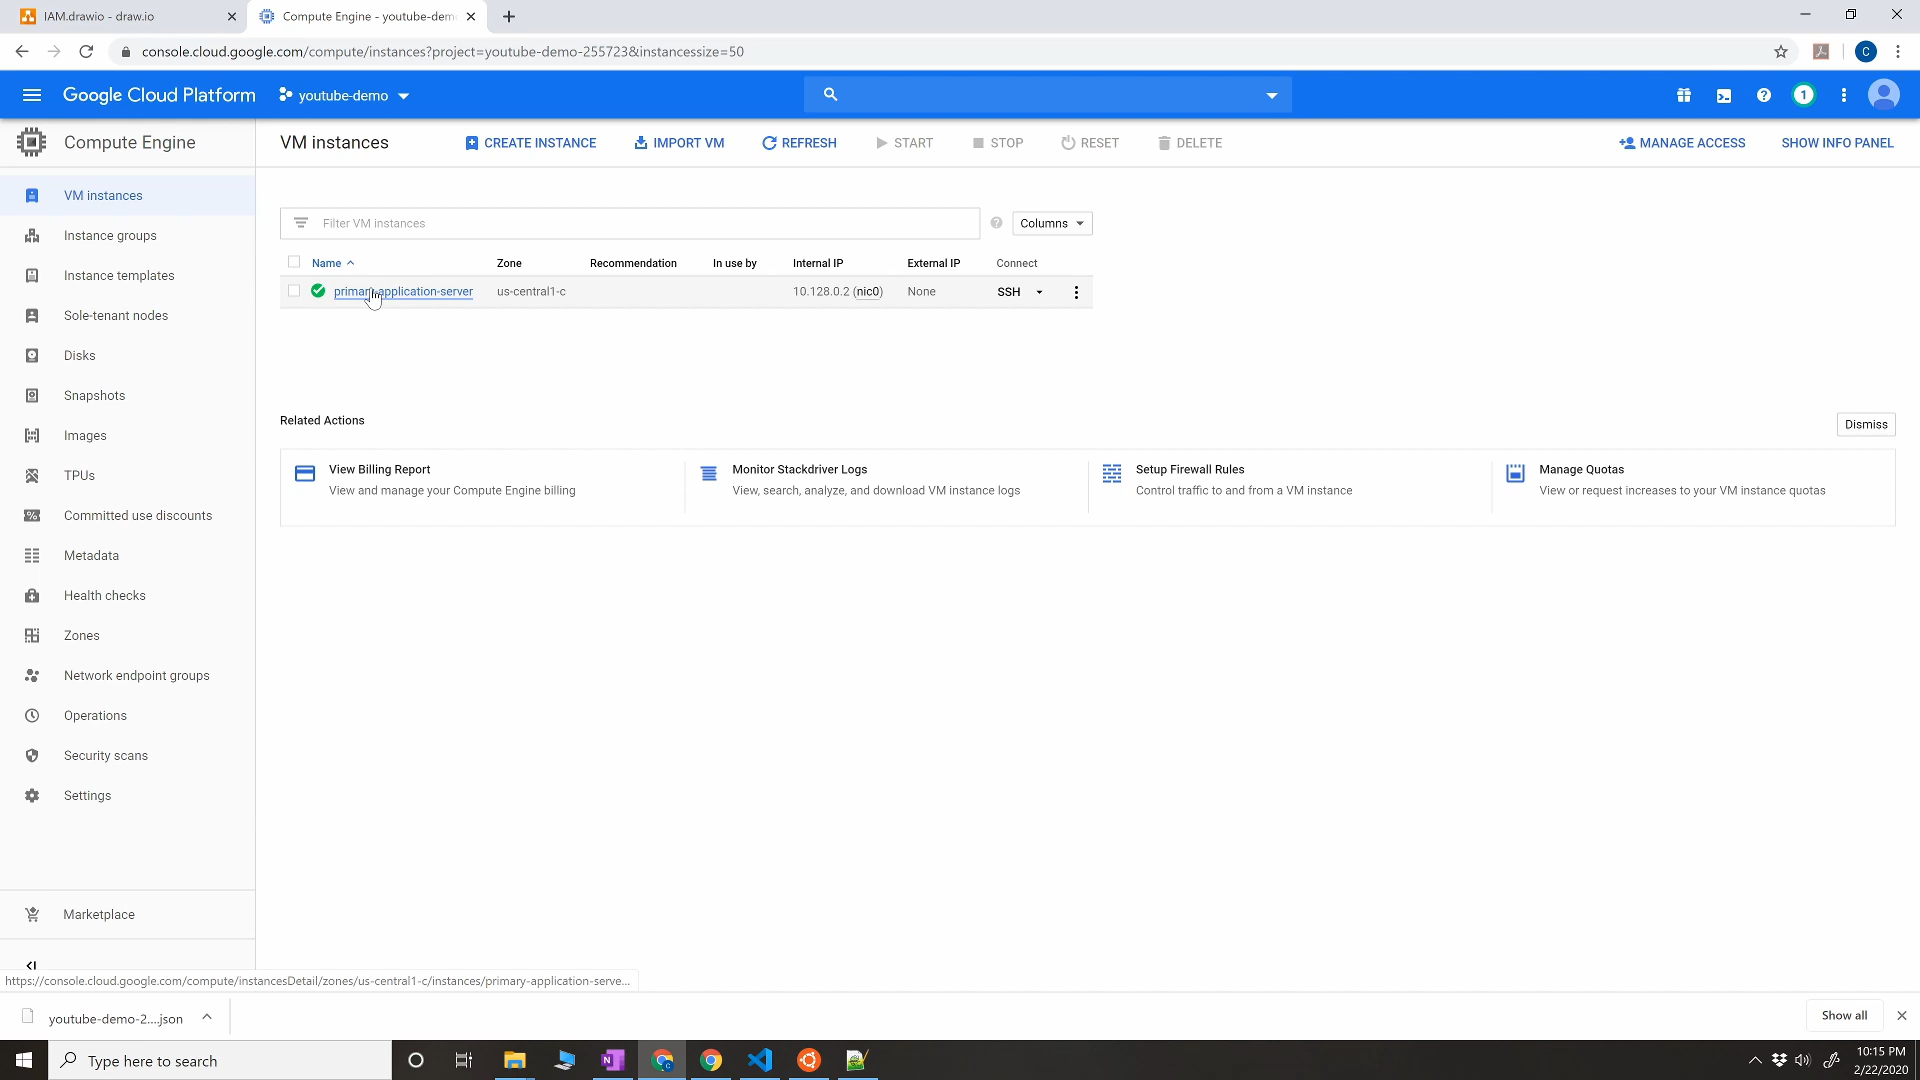 IAM.drawio - draw.io
Compute Engine - youtube-dem
console.cloud.google.com/compute/instances?project=youtube-demo-255723&instancessize=50
C
Google Cloud Platform
youtube-demo
1
Compute Engine
VM instances
CREATE INSTANCE
IMPORT VM
REFRESH
START
STOP
RESET
DELETE
MANAGE ACCESS
SHOW INFO PANEL
VM instances
Instance groups
Instance templates
Sole-tenant nodes
Disks
Snapshots
Images
TPUs
Committed use discounts
Metadata
Health checks
Zones
Network endpoint groups
Operations
Security scans
Settings
Marketplace
Filter VM instances
Columns
Name Zone Recommendation In use by Internal IP External IP Connect
primary-application-server us-central1-c 10.128.0.2 (nic0) None SSH
Related Actions
Dismiss
View Billing Report
View and manage your Compute Engine billing
Monitor Stackdriver Logs
View, search, analyze, and download VM instance logs
Setup Firewall Rules
Control traffic to and from a VM instance
Manage Quotas
View or request increases to your VM instance quotas
https://console.cloud.google.com/compute/instancesDetail/zones/us-central1-c/instances/primary-application-serve...
youtube-demo-2....json
Show all
Type here to search
10:15 PM
2/22/2020